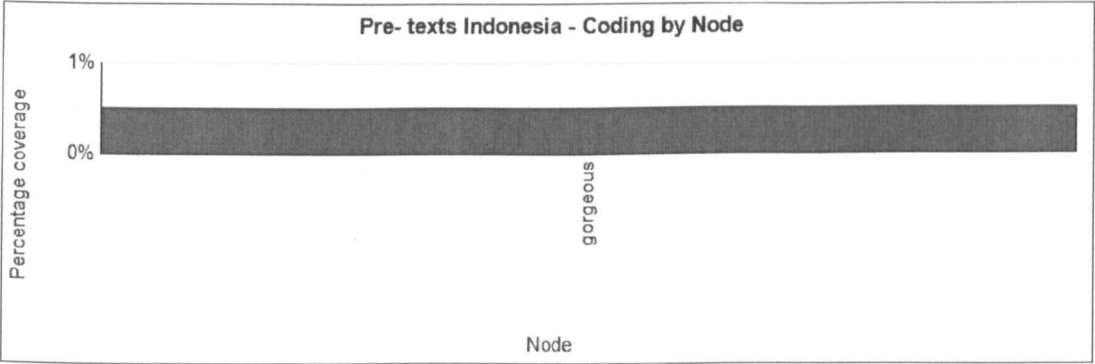 Pre- texts Indonesia - Coding by Node
1%
0%
Percentage coverage
gorgeous
Node